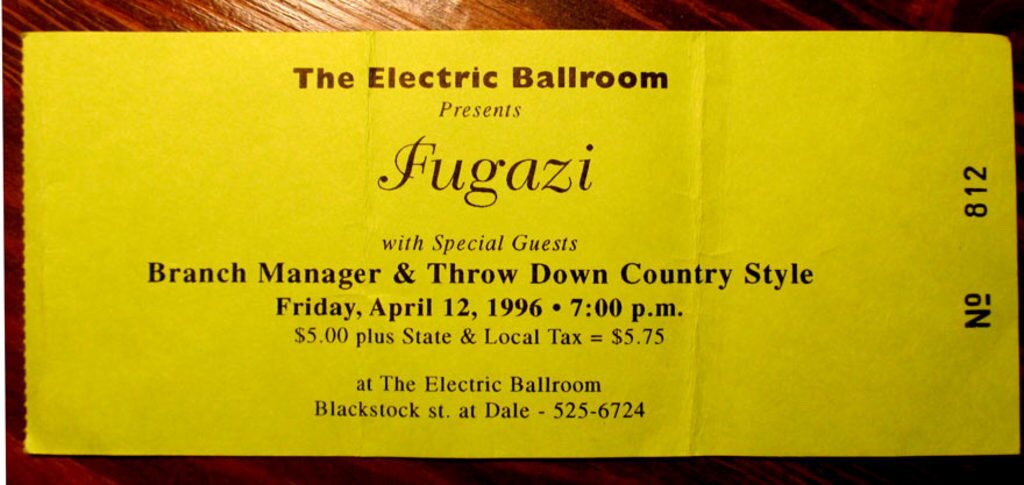 The Electric Ballroom
Presents
Fugazi
with Special Guests
Branch Manager & Throw Down Country Style
Friday, April 12, 1996 • 7:00 p.m.
$5.00 plus State & Local Tax = $5.75
at The Electric Ballroom
Blackstock st. at Dale - 525-6724
Nº 812